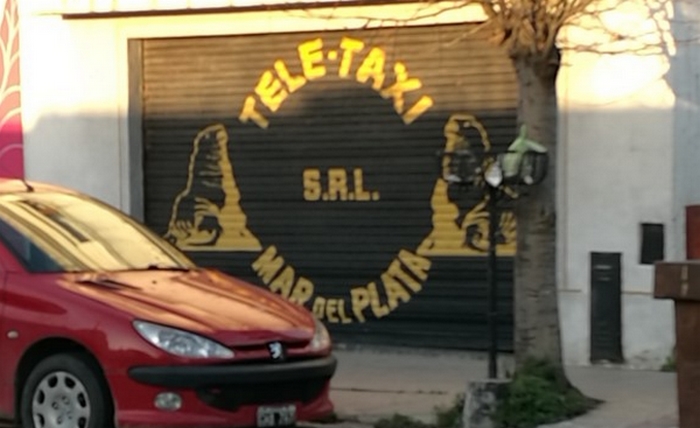 TELE-TAXI
S.R.L.
MAR DEL PLATA